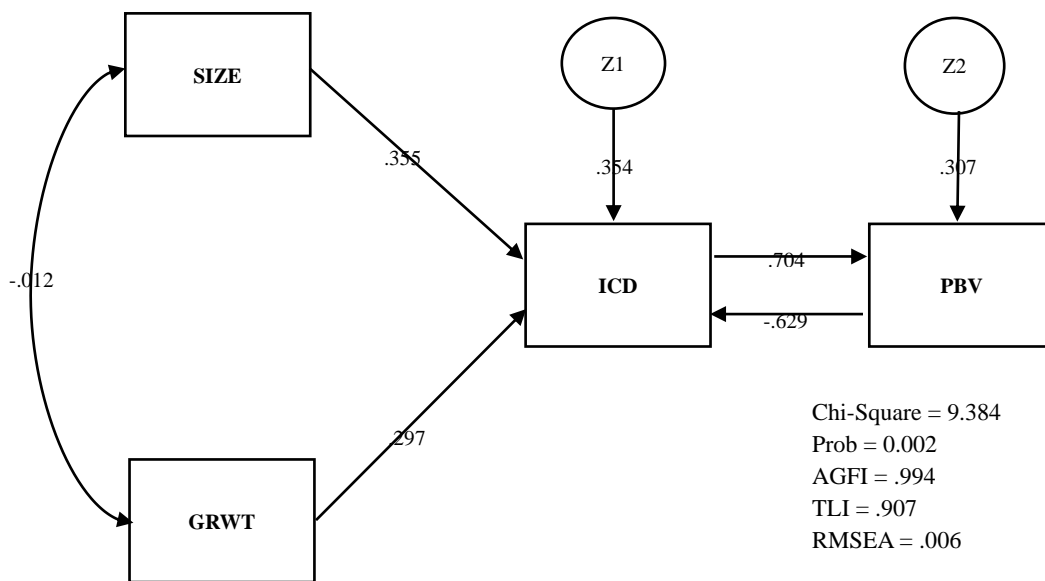 SIZE
Z1
Z2
.355
.354
.307
-.012
ICD
.704
-.629
PBV
.297
GRWT
Chi-Square = 9.384
Prob = 0.002
AGFI = .994
TLI = .907
RMSEA = .006